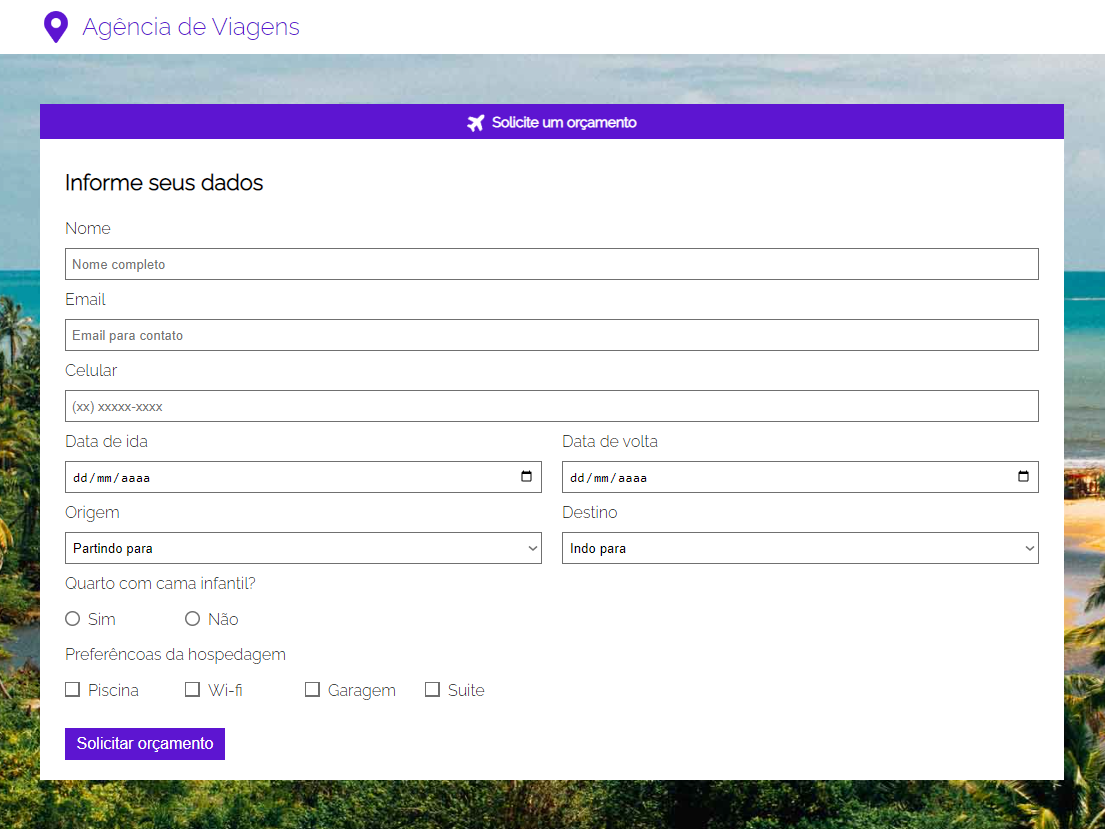 Agência de Viagens
Solicite um orçamento
Informe seus dados
Nome
Nome completo
Email
Email para contato
Celular
(xx) xxxxx-xxxx
Data de ida Data de volta
dd/mm/aaaa dd/mm/aaaa
Origem Destino
Partindo para Indo para
Quarto com cama infantil?
Sim Não
Preferêncoas da hospedagem
Piscina Wi-fi Garagem Suite
Solicitar orçamento